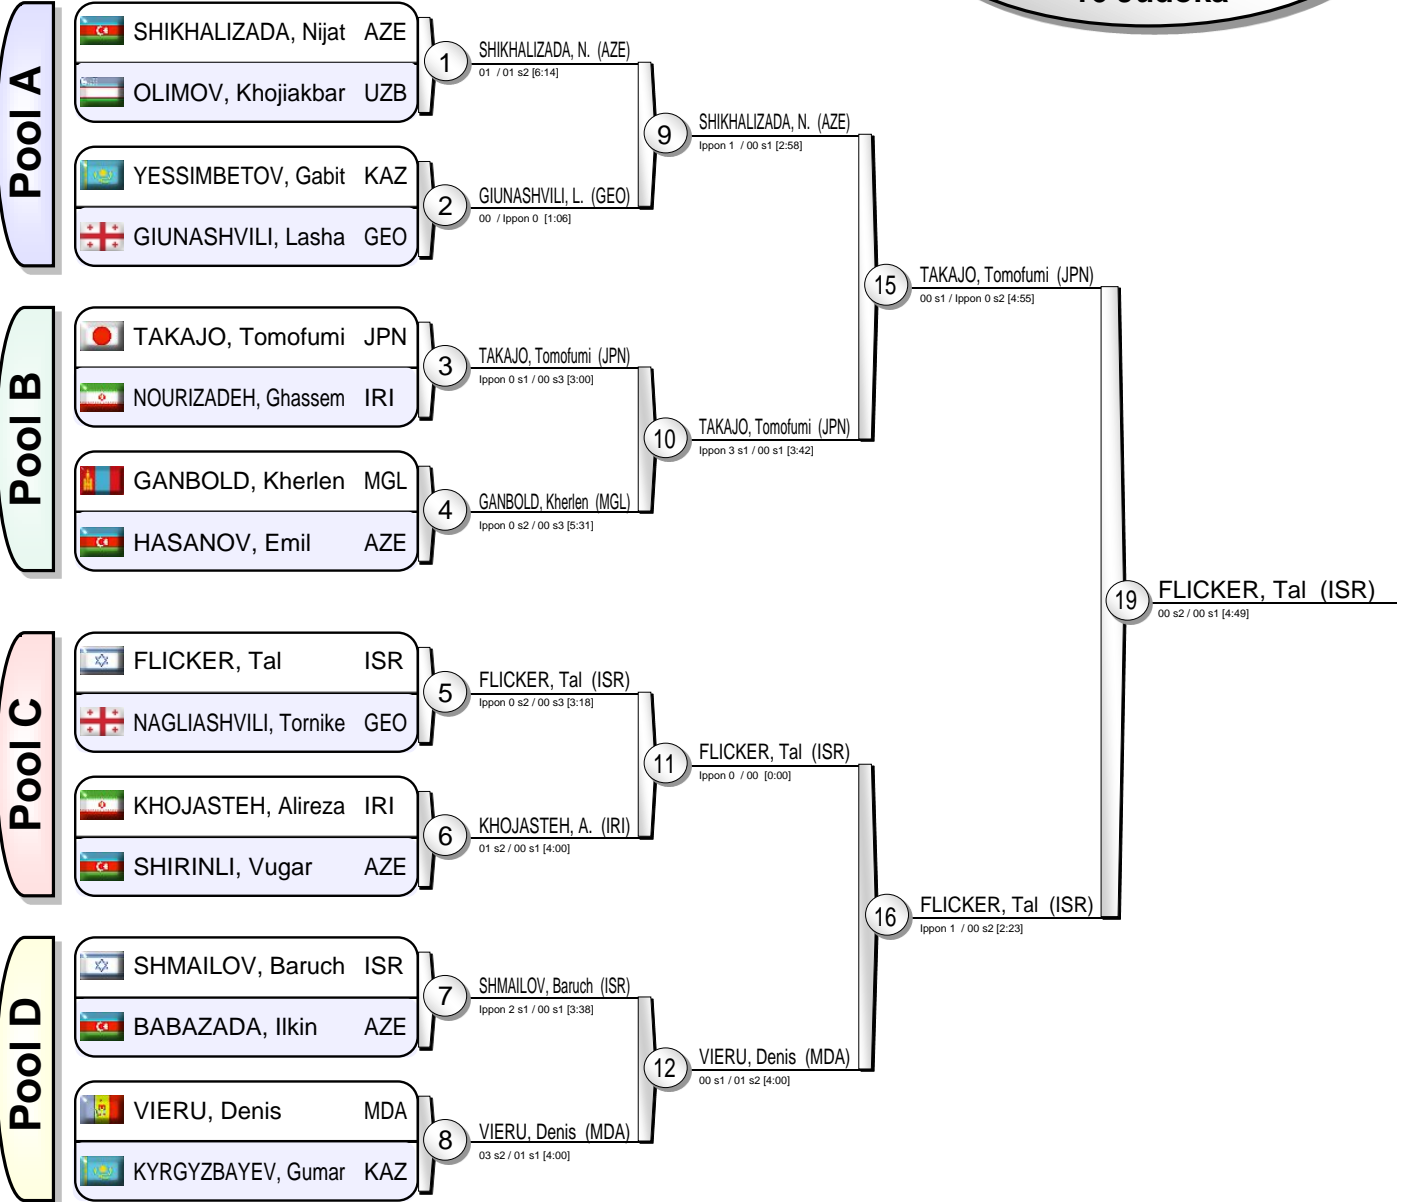 16 Judoka
Pool A
SHIKHALIZADA, Nijat AZE
OLIMOV, Khojiakbar UZB
YESSIMBETOV, Gabit KAZ
GIUNASHVILI, Lasha GEO
1
SHIKHALIZADA, N. (AZE)
01 / 01 s2 [6:14]
2
GIUNASHVILI, L. (GEO)
00 / Ippon 0 [1:06]
9
SHIKHALIZADA, N. (AZE)
Ippon 1 / 00 s1 [2:58]
Pool B
TAKAJO, Tomofumi JPN
NOURIZADEH, Ghassem IRI
GANBOLD, Kherlen MGL
HASANOV, Emil AZE
3
TAKAJO, Tomofumi (JPN)
Ippon 0 s1 / 00 s3 [3:00]
4
GANBOLD, Kherlen (MGL)
Ippon 0 s2 / 00 s3 [5:31]
10
TAKAJO, Tomofumi (JPN)
Ippon 3 s1 / 00 s1 [3:42]
15
TAKAJO, Tomofumi (JPN)
00 s1 / Ippon 0 s2 [4:55]
Pool C
FLICKER, Tal ISR
NAGLIASHVILI, Tornike GEO
KHOJASTEH, Alireza IRI
SHIRINLI, Vugar AZE
5
FLICKER, Tal (ISR)
Ippon 0 s2 / 00 s3 [3:18]
6
KHOJASTEH, A. (IRI)
01 s2 / 00 s1 [4:00]
11
FLICKER, Tal (ISR)
Ippon 0 / 00 [0:00]
Pool D
SHMAILOV, Baruch ISR
BABAZADA, Ilkin AZE
VIERU, Denis MDA
KYRGYZBAYEV, Gumar KAZ
7
SHMAILOV, Baruch (ISR)
Ippon 2 s1 / 00 s1 [3:38]
8
VIERU, Denis (MDA)
03 s2 / 01 s1 [4:00]
12
VIERU, Denis (MDA)
00 s1 / 01 s2 [4:00]
16
FLICKER, Tal (ISR)
Ippon 1 / 00 s2 [2:23]
19
FLICKER, Tal (ISR)
00 s2 / 00 s1 [4:49]